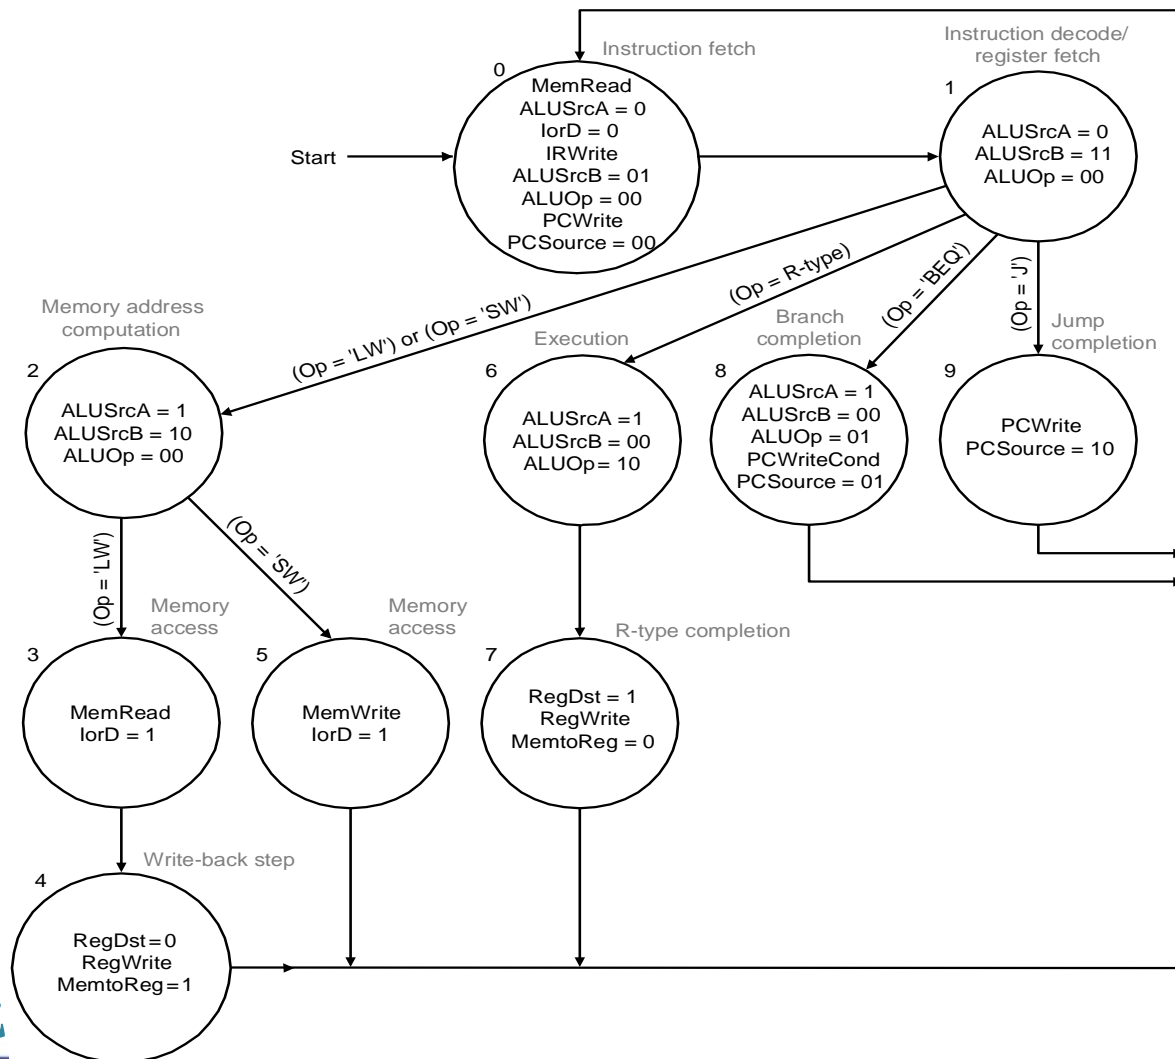 Instruction fetch
Instruction decode/
register fetch
0
MemRead
ALUSrcA = 0
IorD = 0
IRWrite
ALUSrcB = 01
ALUOp = 00
PCWrite
PCSource = 00
1
ALUSrcA = 0
ALUSrcB = 11
ALUOp = 00
Start
(Op = 'LW') or (Op = 'SW')
(Op = R-type)
(Op = 'BEQ')
(Op = 'J')
Memory address
computation
2
ALUSrcA = 1
ALUSrcB = 10
ALUOp = 00
Execution
6
ALUSrcA =1
ALUSrcB = 00
ALUOp= 10
Branch
completion
8
ALUSrcA = 1
ALUSrcB = 00
ALUOp = 01
PCWriteCond
PCSource = 01
Jump
completion
9
PCWrite
PCSource = 10
(Op = 'LW')
(Op = 'SW')
Memory
access
3
MemRead
IorD = 1
Memory
access
5
MemWrite
IorD = 1
R-type completion
7
RegDst = 1
RegWrite
MemtoReg = 0
Write-back step
4
RegDst=0
RegWrite
MemtoReg=1